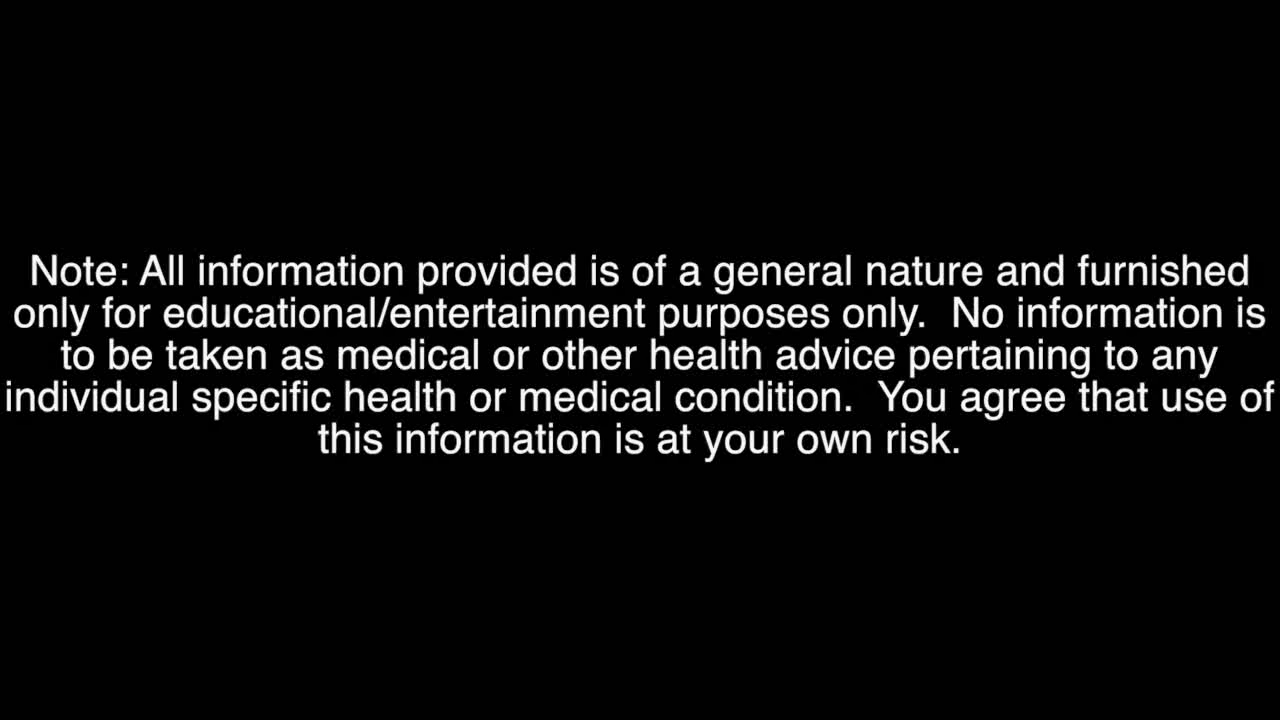 Note: All information provided is of a general nature and furnished
only for educational/entertainment purposes only.  No information is
to be taken as medical or other health advice pertaining to any
individual specific health or medical condition.  You agree that use of
this information is at your own risk.